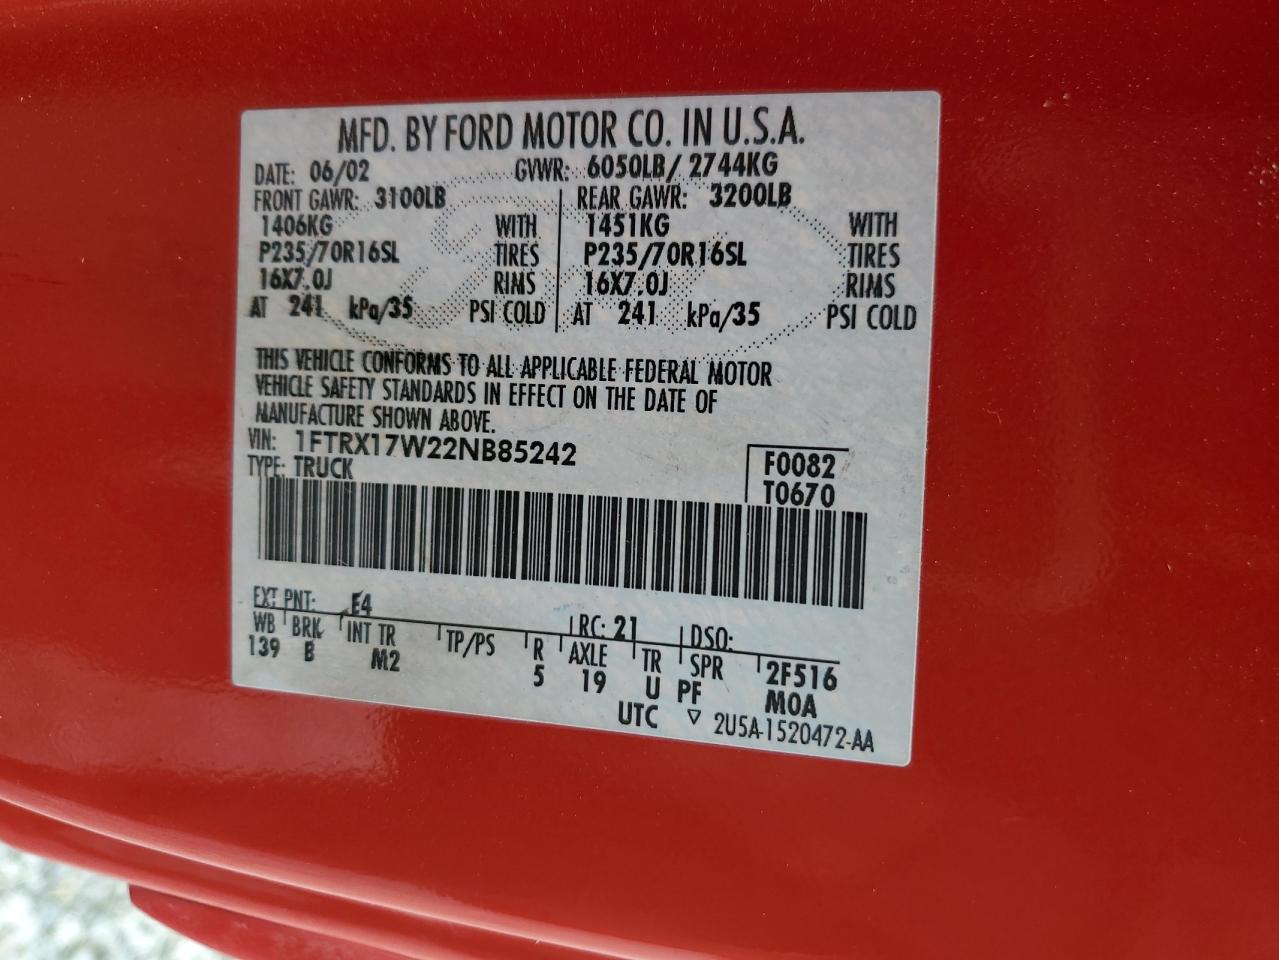 MFD. BY FORD MOTOR CO. IN U.S.A.
DATE: 06/02 GVWR: 6050LB/ 2744KG
FRONT GAWR: 3100LB REAR GAWR: 3200LB
1406KG WITH 1451KG WITH
P235/70R16SL TIRES P235/70R16SL TIRES
16X7.0J RIMS 16X7.0J RIMS
AT 241 kPa/35 PSI COLD AT 241 kPa/35 PSI COLD
THIS VEHICLE CONFORMS TO ALL APPLICABLE FEDERAL MOTOR
VEHICLE SAFETY STANDARDS IN EFFECT ON THE DATE OF
MANUFACTURE SHOWN ABOVE.
VIN: 1FTRX17W22NB85242 F0082
TYPE: TRUCK T0670
EXT PNT: E4 RC: 21 DSO:
WB BRK INT TR TP/PS R AXLE TR SPR 2F516
139 B M2 5 19 U PF M0A
UTC ▽ 2U5A-1520472-AA